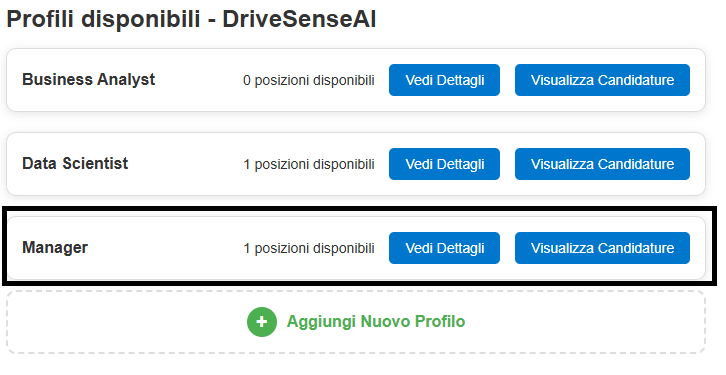 Profili disponibili - DriveSenseAI
Business Analyst 0 posizioni disponibili Vedi Dettagli Visualizza Candidature
Data Scientist 1 posizioni disponibili Vedi Dettagli Visualizza Candidature
Manager 1 posizioni disponibili Vedi Dettagli Visualizza Candidature
+ Aggiungi Nuovo Profilo